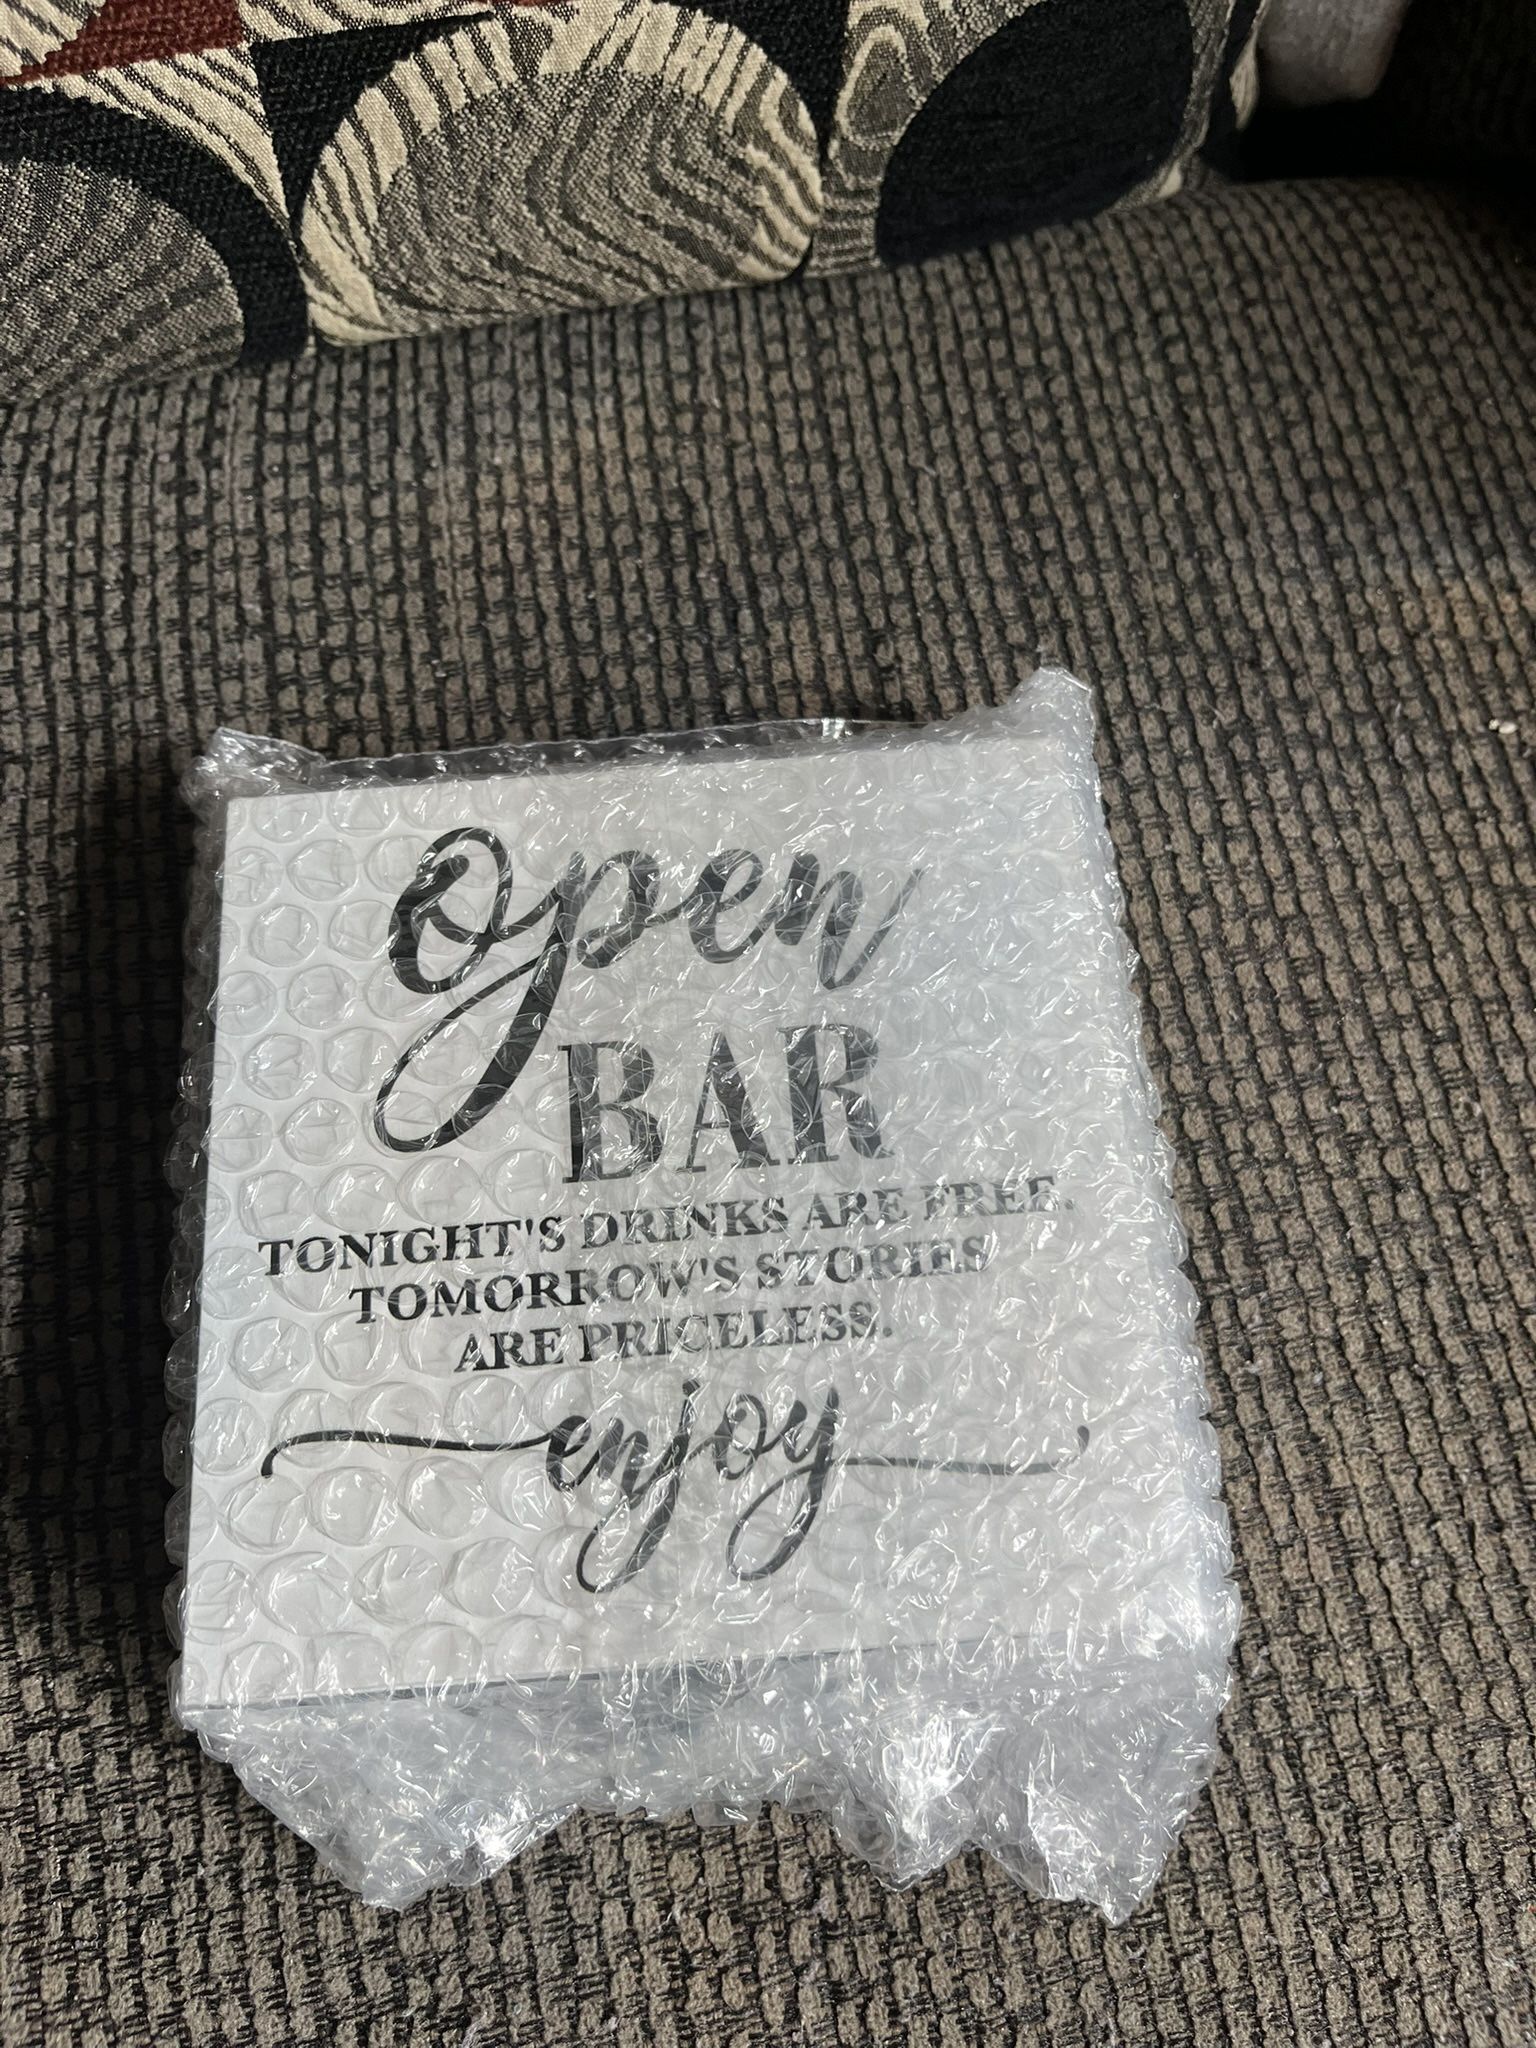 open
BAR
TONIGHT'S DRINKS ARE FREE.
TOMORROW'S STORIES
ARE PRICELESS.
enjoy